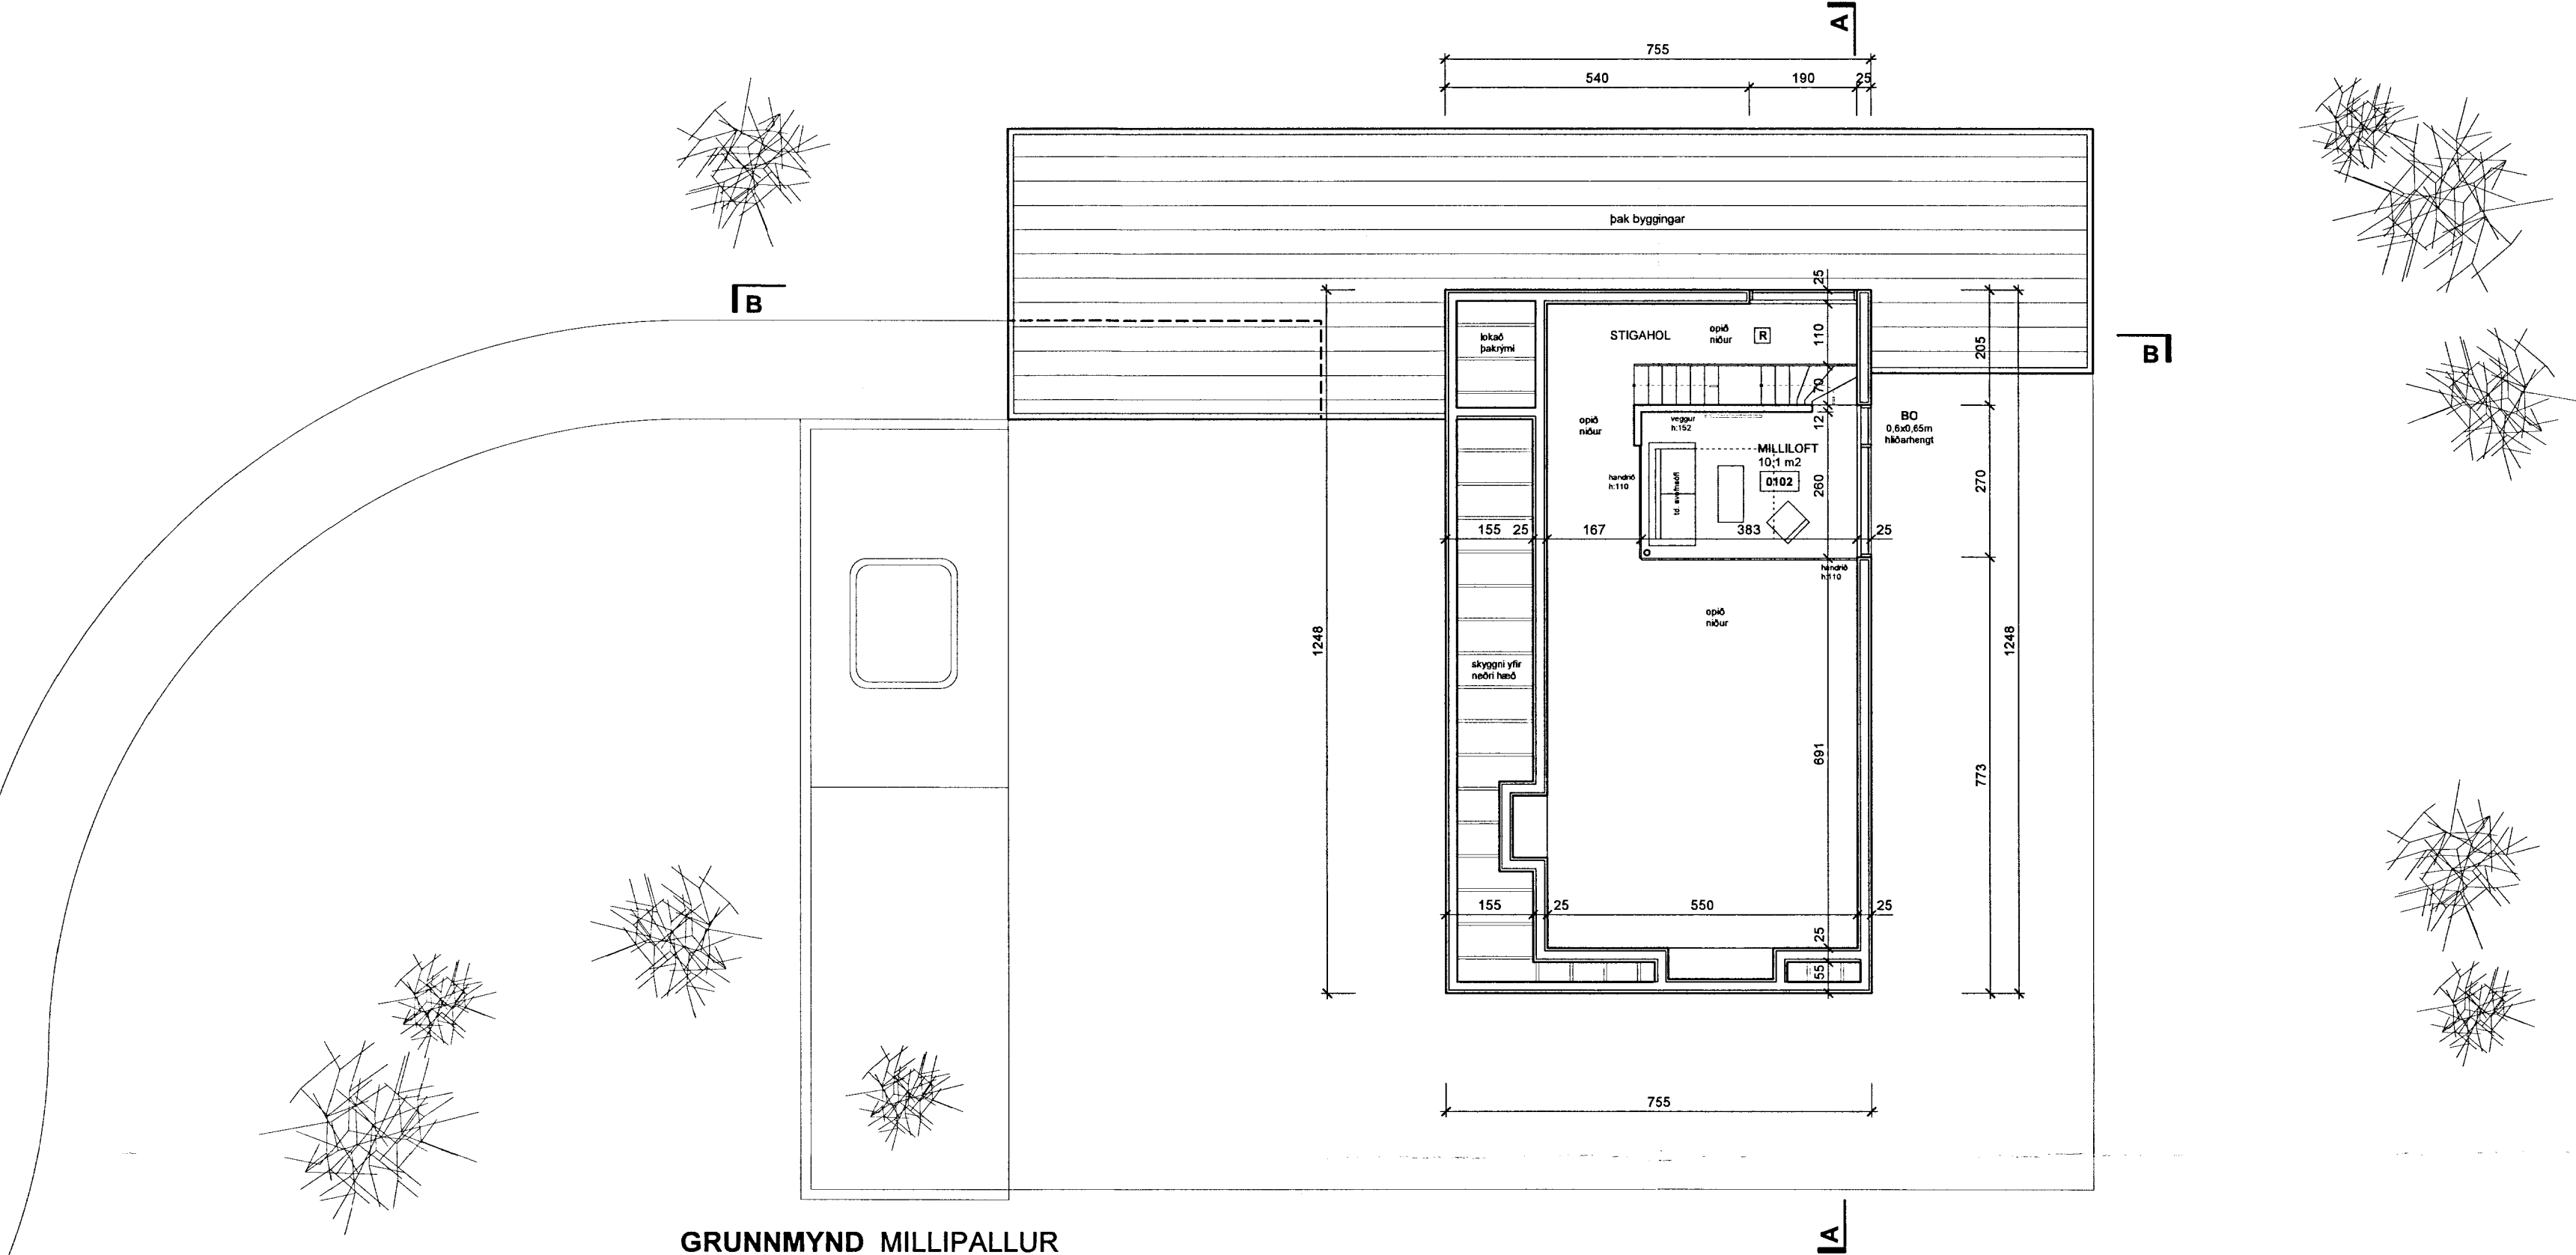 A
755
540 190 25
þak byggingar
B
B
25
lokað
þakrými
STIGAHOL
opið
niður
R
110
205
70
veggur
h:152
12
BO
0,6x0,65m
hliðarhengt
opið
niður
MILLILOFT
10,1 m2
0102
td. svefnsófi
handrið
h:110
260
270
155 25 167 383 25
handrið
h:110
opið
niður
1248
1248
skyggni yfir
neðri hæð
691
773
155 25 550 25
25
55
755
A
GRUNNMYND MILLIPALLUR